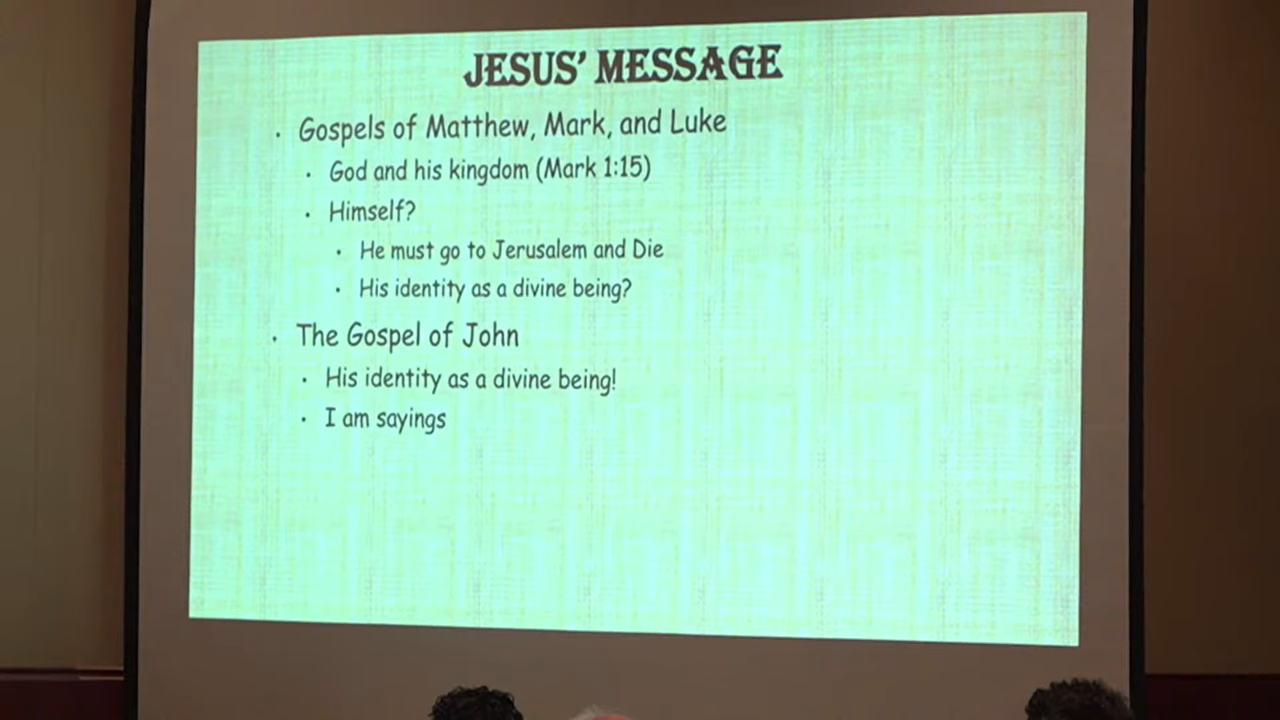 JESUS' MESSAGE
· Gospels of Matthew, Mark, and Luke
· God and his kingdom (Mark 1:15)
· Himself?
· He must go to Jerusalem and Die
· His identity as a divine being?
· The Gospel of John
· His identity as a divine being!
· I am sayings